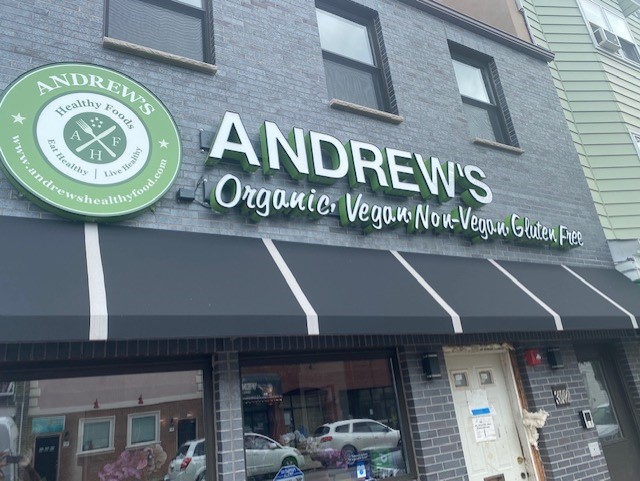 ANDREW'S
Healthy Foods
A H F
Eat Healthy | Live Healthy
www.andrewshealthyfood.com
ANDREW'S
Organic, Vegan, Non-Vegan, Gluten Free